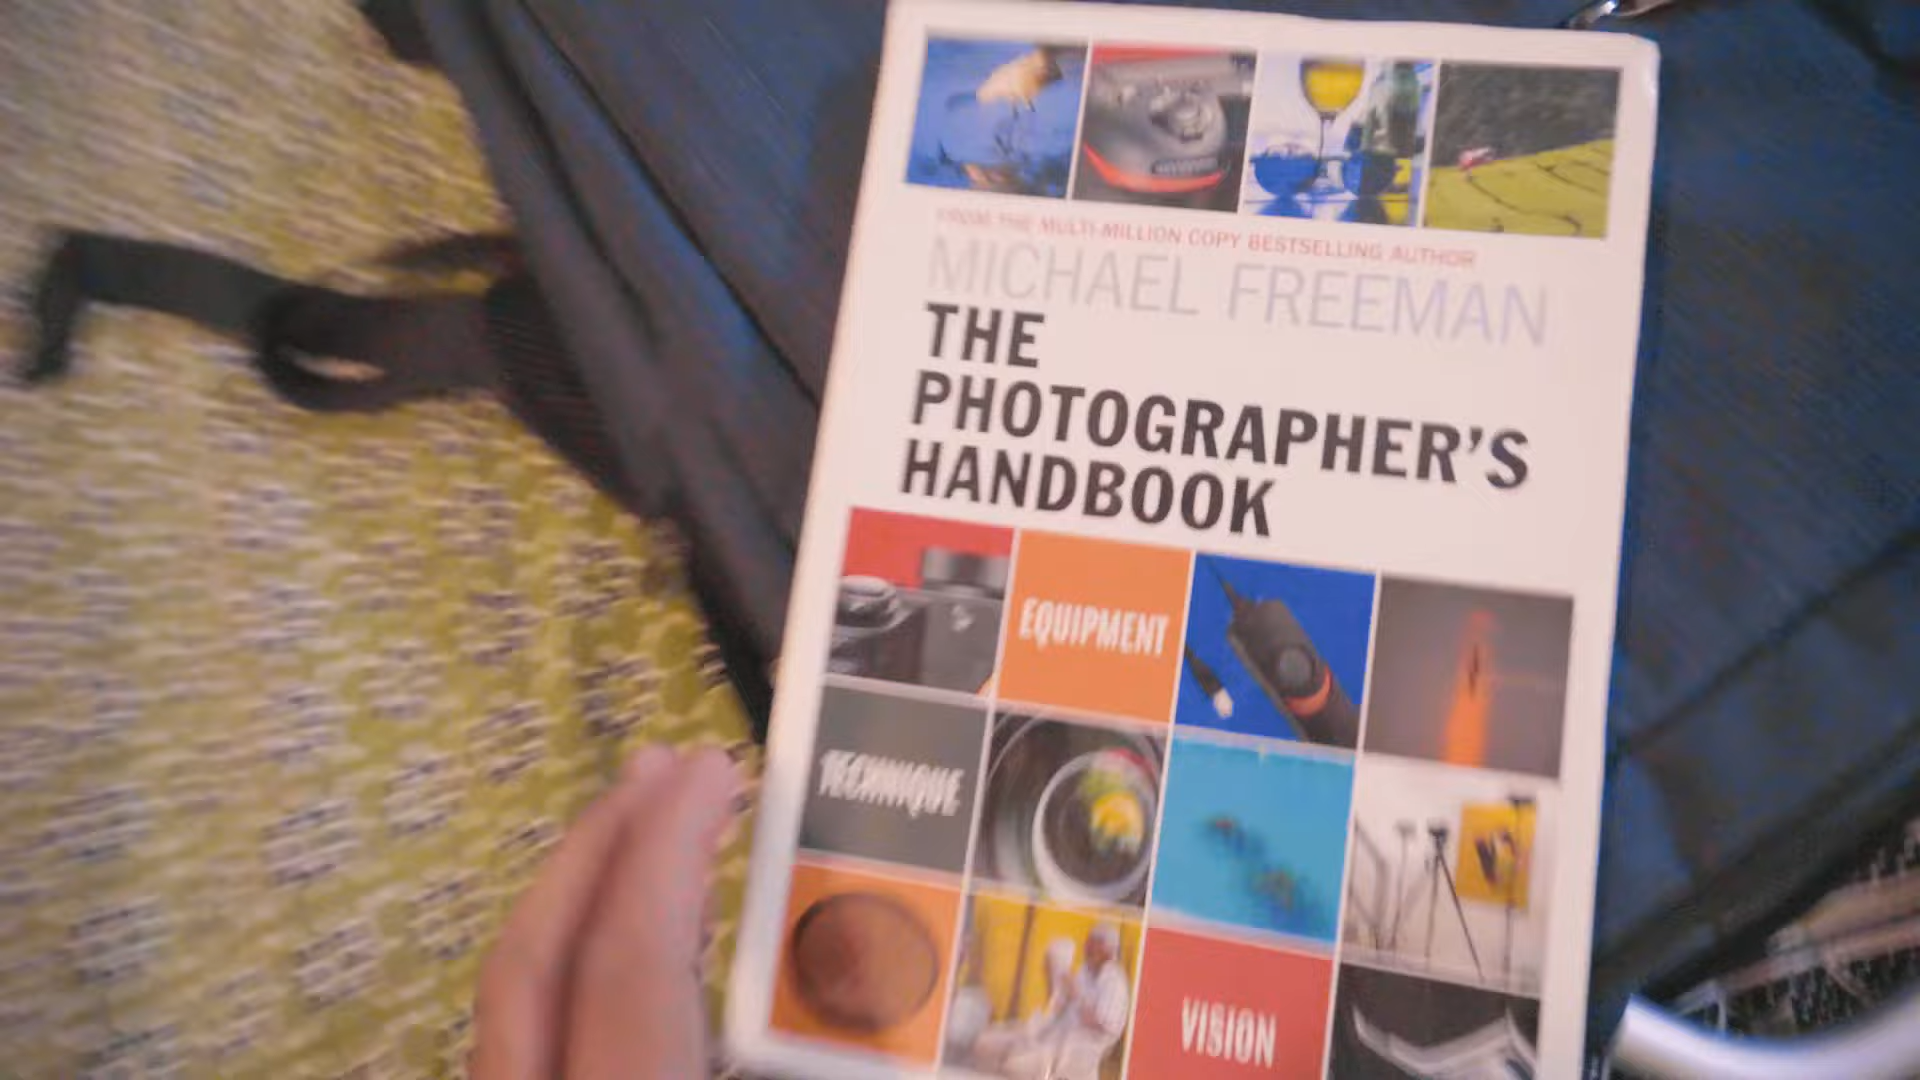 FROM THE MULTI-MILLION COPY BESTSELLING AUTHOR
MICHAEL FREEMAN
THE
PHOTOGRAPHER'S
HANDBOOK
EQUIPMENT
TECHNIQUE
VISION